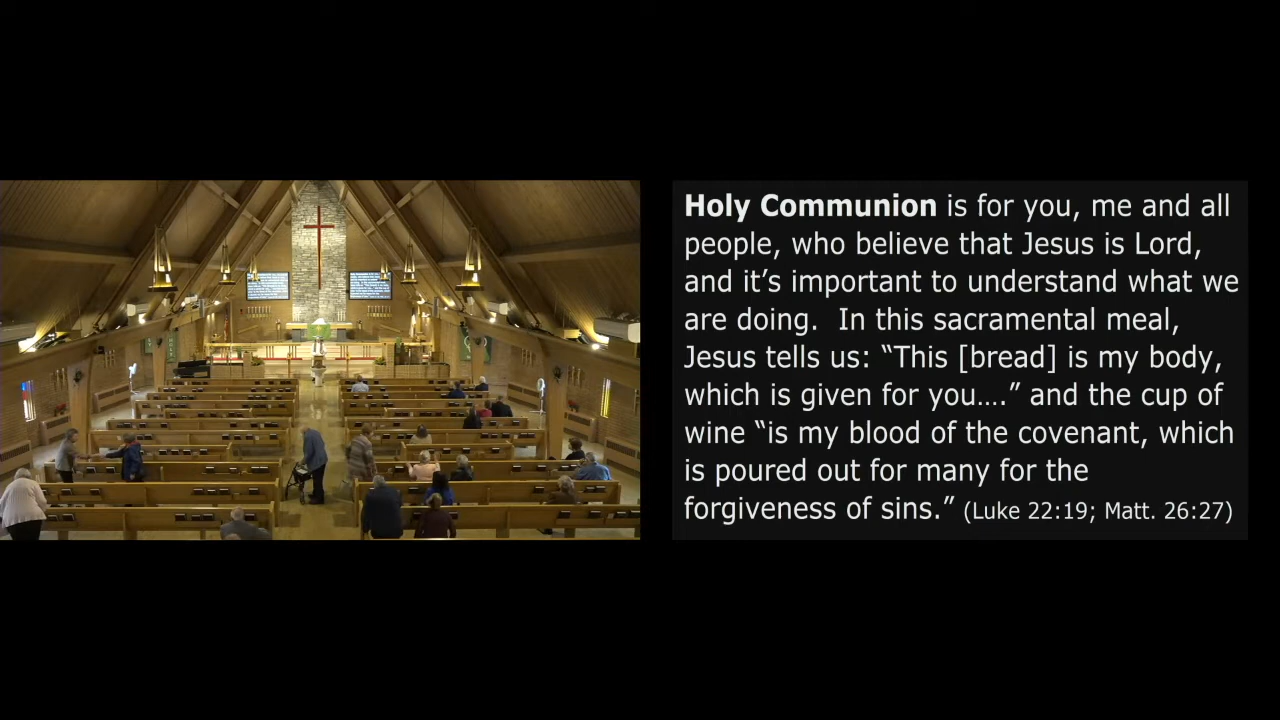 Holy Communion is for you, me and all
people, who believe that Jesus is Lord,
and it’s important to understand what we
are doing.  In this sacramental meal,
Jesus tells us: “This [bread] is my body,
which is given for you….” and the cup of
wine “is my blood of the covenant, which
is poured out for many for the
forgiveness of sins.” (Luke 22:19; Matt. 26:27)